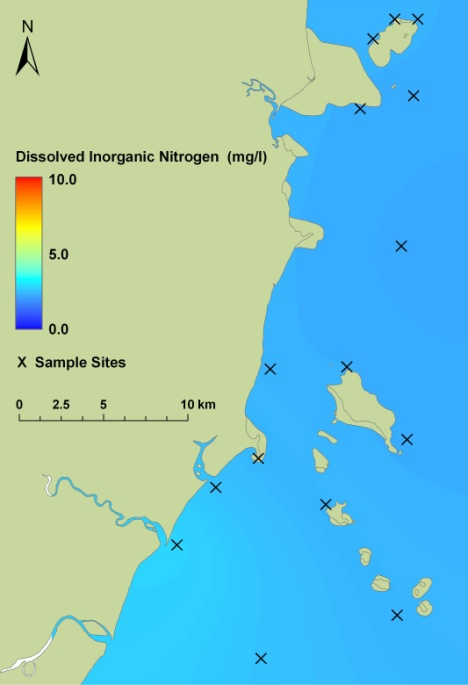 N
Dissolved Inorganic Nitrogen (mg/l)
10.0
5.0
0.0
X Sample Sites
0 2.5 5 10 km